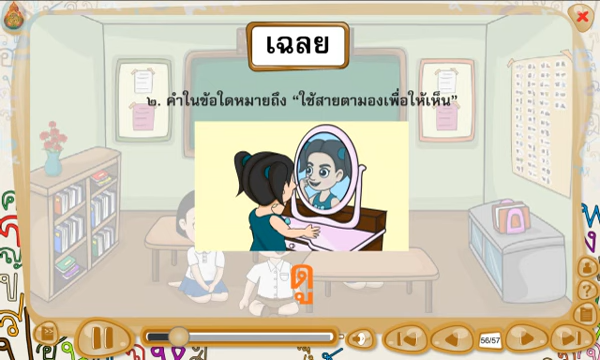 เฉลย
๒. คำในข้อใดหมายถึง “ใช้สายตามองเพื่อให้เห็น”
ดู
56/57